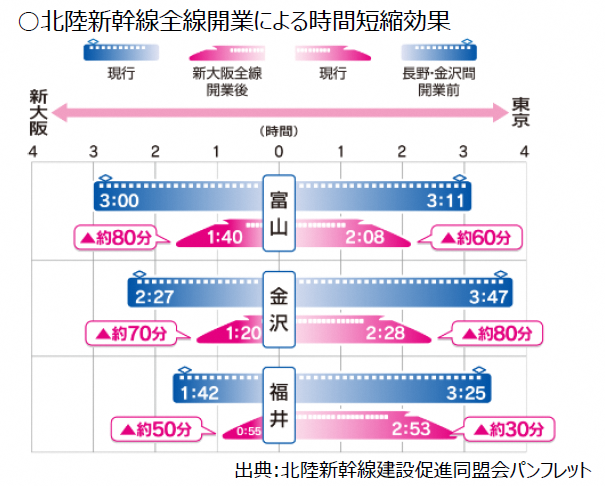 ○北陸新幹線全線開業による時間短縮効果
現行
新大阪全線
開業後
現行
長野・金沢間
開業前
新大阪
東京
(時間)
4 3 2 1 0 1 2 3 4
3:00 富山 3:11
▲約80分 1:40 2:08 ▲約60分
2:27 金沢 3:47
▲約70分 1:20 2:28 ▲約80分
1:42 福井 3:25
▲約50分 0:55 2:53 ▲約30分
出典:北陸新幹線建設促進同盟会パンフレット